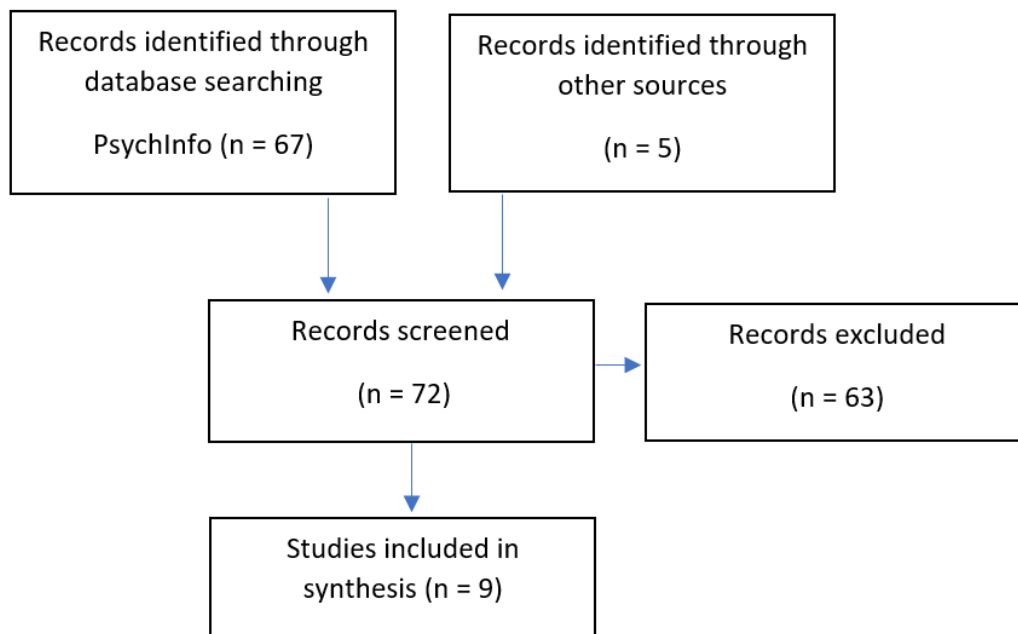 Records identified through
database searching
PsychInfo (n = 67)
Records identified through
other sources
(n = 5)
Records screened
(n = 72)
Records excluded
(n = 63)
Studies included in
synthesis (n = 9)